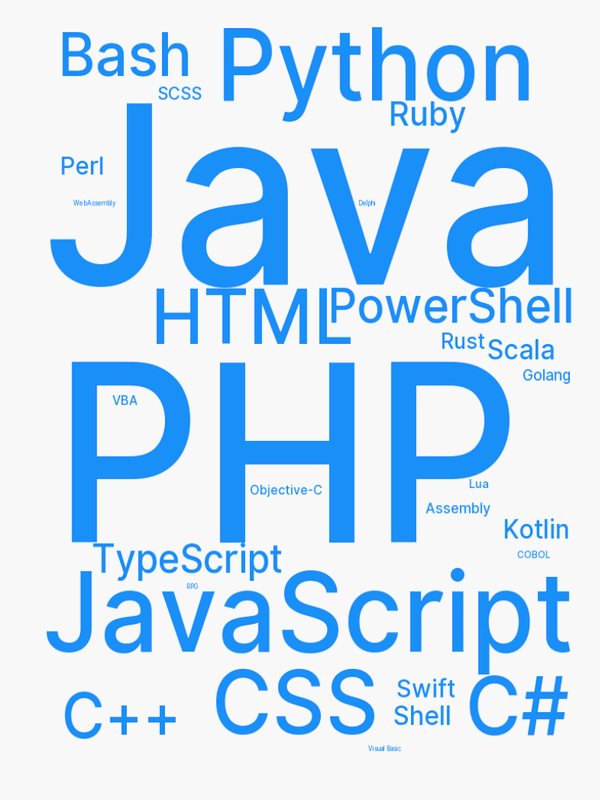 Bash
Python
SCSS
Ruby
Java
Perl
WebAssembly
Delphi
HTML
PowerShell
Rust
Scala
Golang
PHP
VBA
Objective-C
Lua
Assembly
Kotlin
TypeScript
COBOL
RPG
JavaScript
C++
CSS
Swift
Shell
C#
Visual Basic